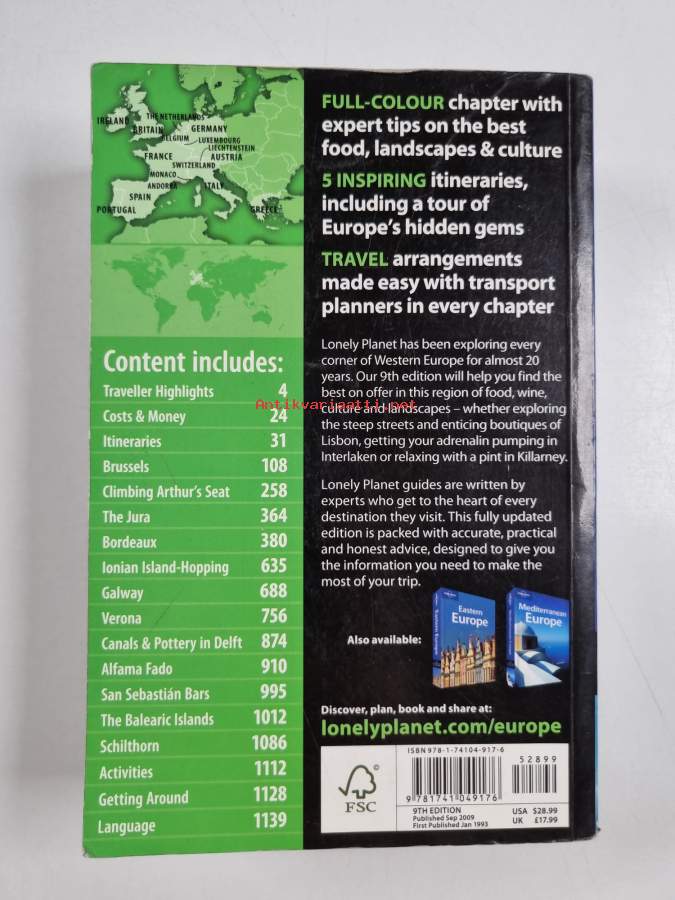 IRELAND
THE NETHERLANDS
BRITAIN
GERMANY
BELGIUM
LUXEMBOURG
LIECHTENSTEIN
FRANCE
AUSTRIA
SWITZERLAND
MONACO
ANDORRA
ITALY
SPAIN
PORTUGAL
GREECE
Content includes:
Traveller Highlights 4
Costs & Money 24
Itineraries 31
Brussels 108
Climbing Arthur's Seat 258
The Jura 364
Bordeaux 380
Ionian Island-Hopping 635
Galway 688
Verona 756
Canals & Pottery in Delft 874
Alfama Fado 910
San Sebastián Bars 995
The Balearic Islands 1012
Schilthorn 1086
Activities 1112
Getting Around 1128
Language 1139
FULL-COLOUR chapter with
expert tips on the best
food, landscapes & culture
5 INSPIRING itineraries,
including a tour of
Europe's hidden gems
TRAVEL arrangements
made easy with transport
planners in every chapter
Lonely Planet has been exploring every
corner of Western Europe for almost 20
years. Our 9th edition will help you find the
best on offer in this region of food, wine,
culture and landscapes – whether exploring
the steep streets and enticing boutiques of
Lisbon, getting your adrenalin pumping in
Interlaken or relaxing with a pint in Killarney.
Lonely Planet guides are written by
experts who get to the heart of every
destination they visit. This fully updated
edition is packed with accurate, practical
and honest advice, designed to give you
the information you need to make the
most of your trip.
Also available:
Eastern
Europe
Eastern Europe
Mediterranean
Europe
Discover, plan, book and share at:
lonelyplanet.com/europe
ISBN 978-1-74104-917-6
52899
9 781741 049176
FSC
9TH EDITION
Published Sep 2009
First Published Jan 1993
USA $28.99
UK £17.99
Antikvariaatti.net